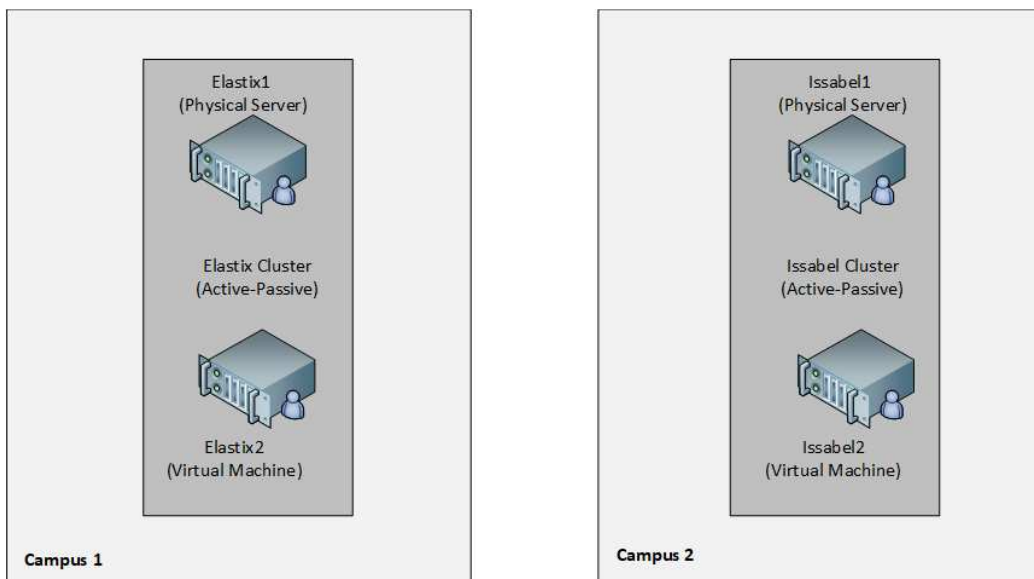 Elastix1
(Physical Server)
Elastix Cluster
(Active-Passive)
Elastix2
(Virtual Machine)
Campus 1
Issabel1
(Physical Server)
Issabel Cluster
(Active-Passive)
Issabel2
(Virtual Machine)
Campus 2